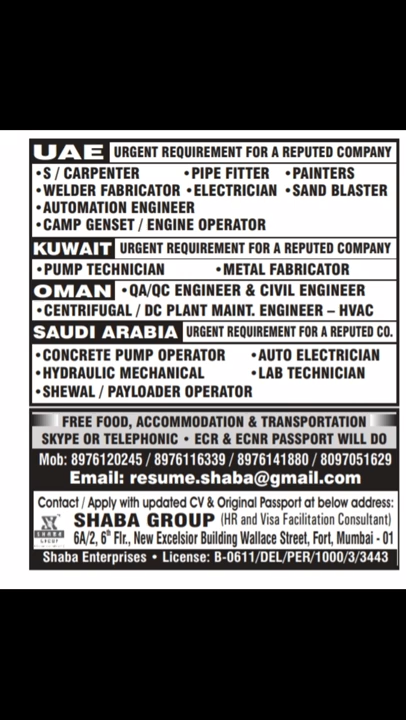 UAE URGENT REQUIREMENT FOR A REPUTED COMPANY
•S / CARPENTER •PIPE FITTER •PAINTERS
•WELDER FABRICATOR •ELECTRICIAN •SAND BLASTER
•AUTOMATION ENGINEER
•CAMP GENSET / ENGINE OPERATOR
KUWAIT URGENT REQUIREMENT FOR A REPUTED COMPANY
•PUMP TECHNICIAN •METAL FABRICATOR
OMAN •QA/QC ENGINEER & CIVIL ENGINEER
•CENTRIFUGAL / DC PLANT MAINT. ENGINEER – HVAC
SAUDI ARABIA URGENT REQUIREMENT FOR A REPUTED CO.
•CONCRETE PUMP OPERATOR •AUTO ELECTRICIAN
•HYDRAULIC MECHANICAL •LAB TECHNICIAN
•SHEWAL / PAYLOADER OPERATOR
FREE FOOD, ACCOMMODATION & TRANSPORTATION
SKYPE OR TELEPHONIC • ECR & ECNR PASSPORT WILL DO
Mob: 8976120245 / 8976116339 / 8976141880 / 8097051629
Email: resume.shaba@gmail.com
Contact / Apply with updated CV & Original Passport at below address:
SHABA GROUP (HR and Visa Facilitation Consultant)
SHABA GROUP
6A/2, 6th Flr., New Excelsior Building Wallace Street, Fort, Mumbai - 01
Shaba Enterprises • License: B-0611/DEL/PER/1000/3/3443